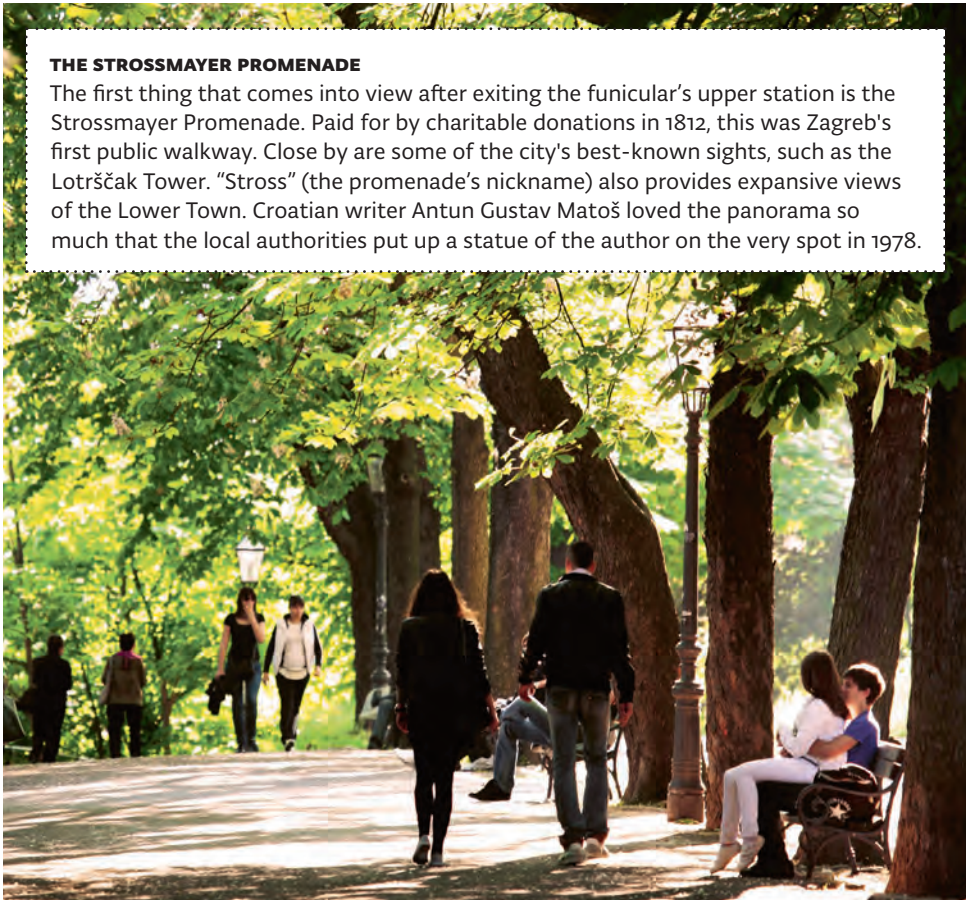 THE STROSSMAYER PROMENADE
The first thing that comes into view after exiting the funicular’s upper station is the
Strossmayer Promenade. Paid for by charitable donations in 1812, this was Zagreb's
first public walkway. Close by are some of the city's best-known sights, such as the
Lotrščak Tower. “Stross” (the promenade’s nickname) also provides expansive views
of the Lower Town. Croatian writer Antun Gustav Matoš loved the panorama so
much that the local authorities put up a statue of the author on the very spot in 1978.